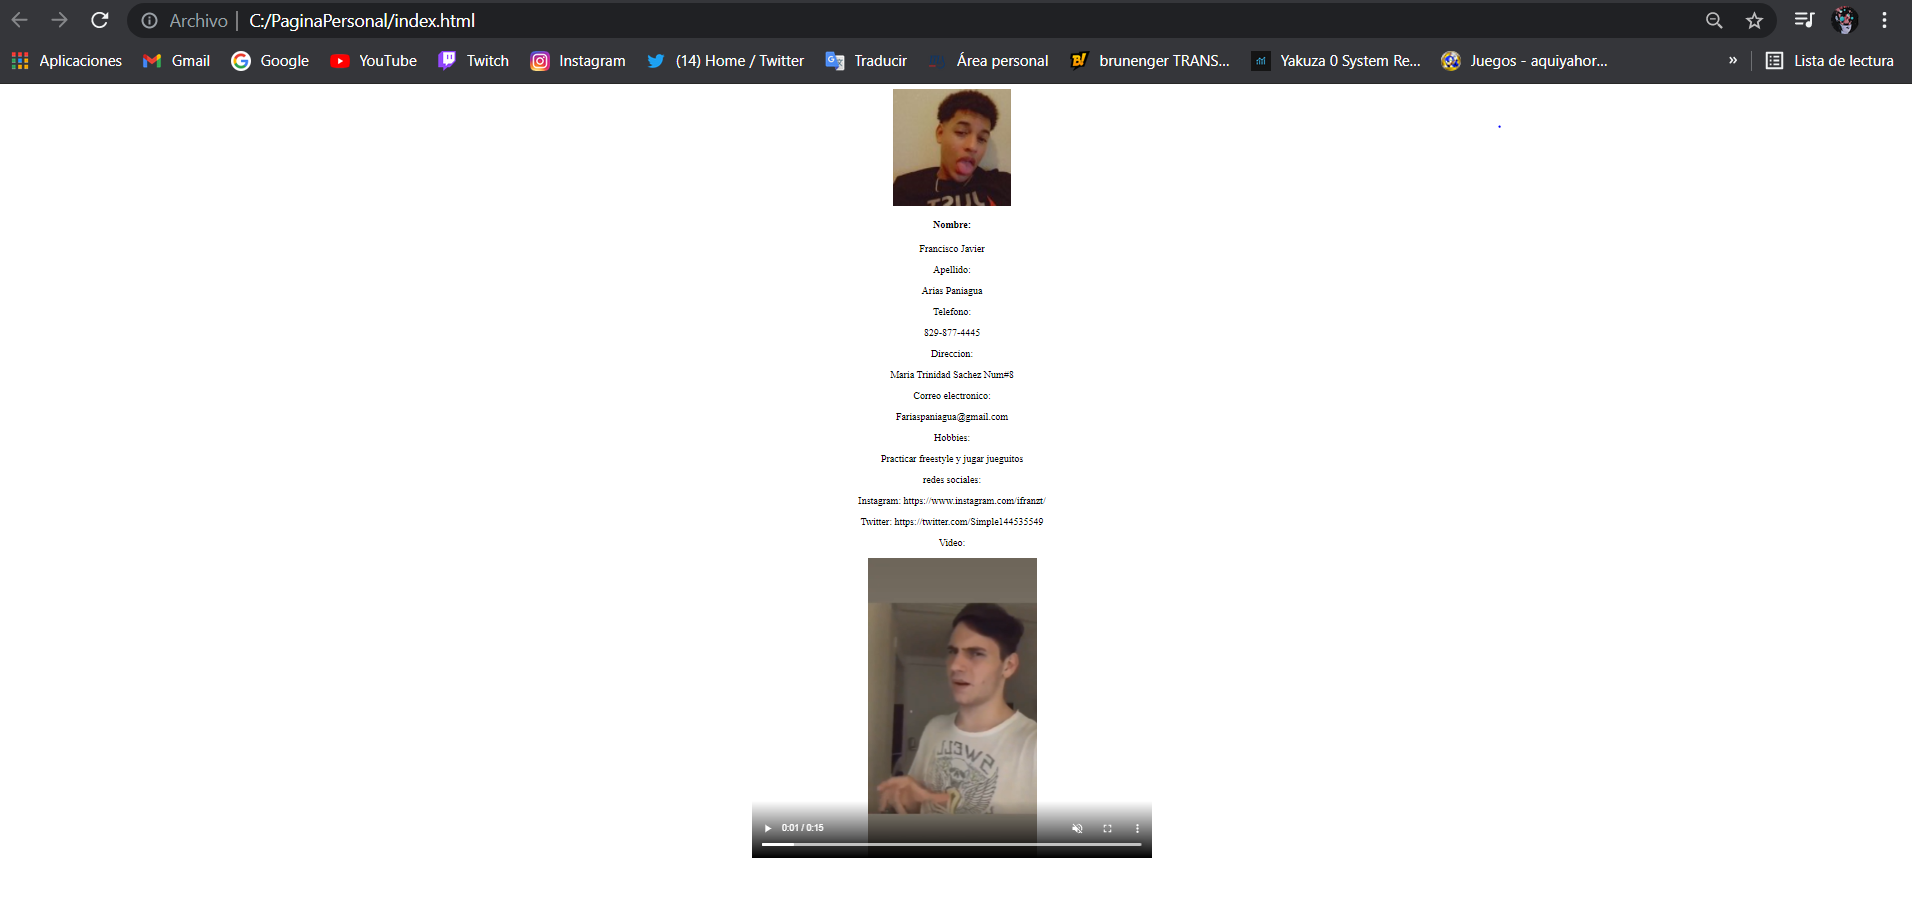 Archivo | C:/PaginaPersonal/index.html
Aplicaciones Gmail Google YouTube Twitch Instagram (14) Home / Twitter Traducir Área personal brunenger TRANS... Yakuza 0 System Re... Juegos - aquiyahor... » Lista de lectura
Nombre:
Francisco Javier
Apellido:
Arias Paniagua
Telefono:
829-877-4445
Direccion:
Maria Trinidad Sachez Num#8
Correo electronico:
Fariaspaniagua@gmail.com
Hobbies:
Practicar freestyle y jugar jueguitos
redes sociales:
Instagram: https://www.instagram.com/ifranzt/
Twitter: https://twitter.com/Simple144535549
Video:
0:01 / 0:15